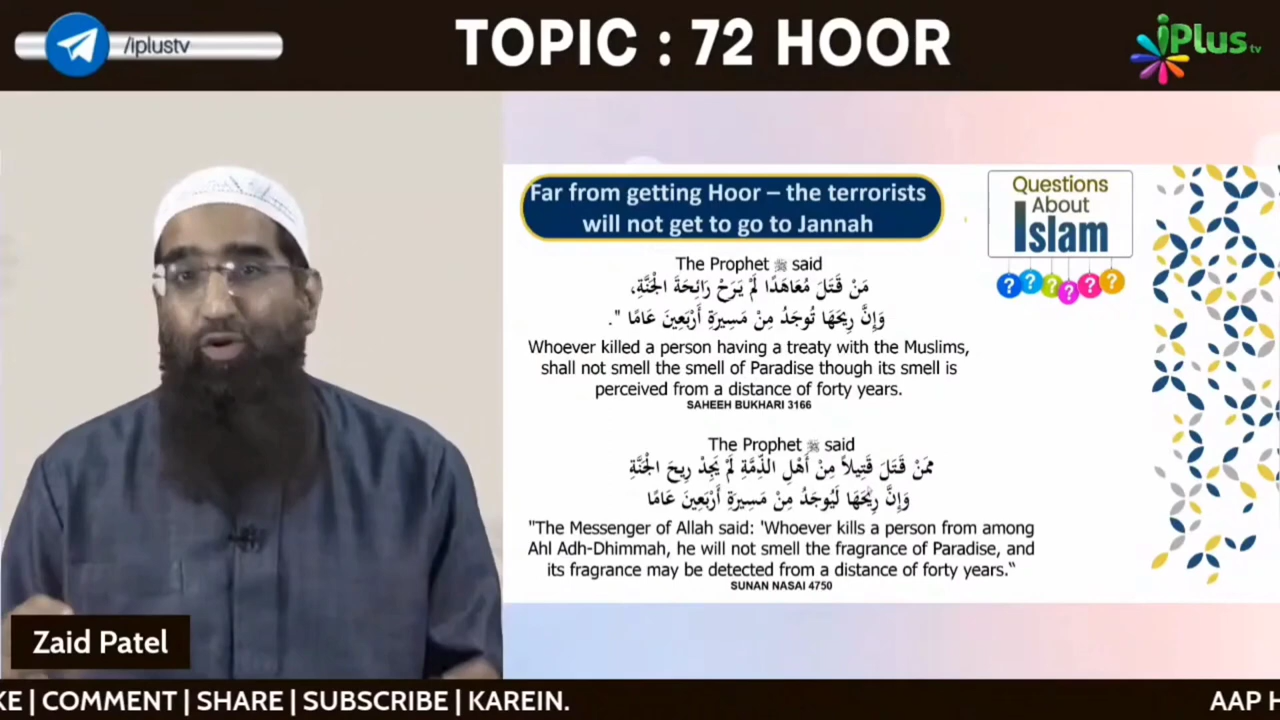 /iplustv
TOPIC : 72 HOOR
iPlus tv
Far from getting Hoor – the terrorists
will not get to go to Jannah
Questions
About
Islam
? ? ? ? ? ?
The Prophet ﷺ said
مَنْ قَتَلَ مُعَاهَدًا لَمْ يَرَحْ رَائِحَةَ الْجَنَّةِ،
وَإِنَّ رِيحَهَا تُوجَدُ مِنْ مَسِيرَةِ أَرْبَعِينَ عَامًا ".
Whoever killed a person having a treaty with the Muslims,
shall not smell the smell of Paradise though its smell is
perceived from a distance of forty years.
SAHEEH BUKHARI 3166
The Prophet ﷺ said
ممَنْ قَتَلَ قَتِيلاً مِنْ أَهْلِ الذِّمَّةِ لَمْ يَجِدْ رِيحَ الْجَنَّةِ
وَإِنَّ رِيْحَهَا لَيُوجَدُ مِنْ مَسِيرَةِ أَرْبَعِينَ عَامًا
"The Messenger of Allah said: 'Whoever kills a person from among
Ahl Adh-Dhimmah, he will not smell the fragrance of Paradise, and
its fragrance may be detected from a distance of forty years."
SUNAN NASAI 4750
Zaid Patel
KE | COMMENT | SHARE | SUBSCRIBE | KAREIN. AAP H